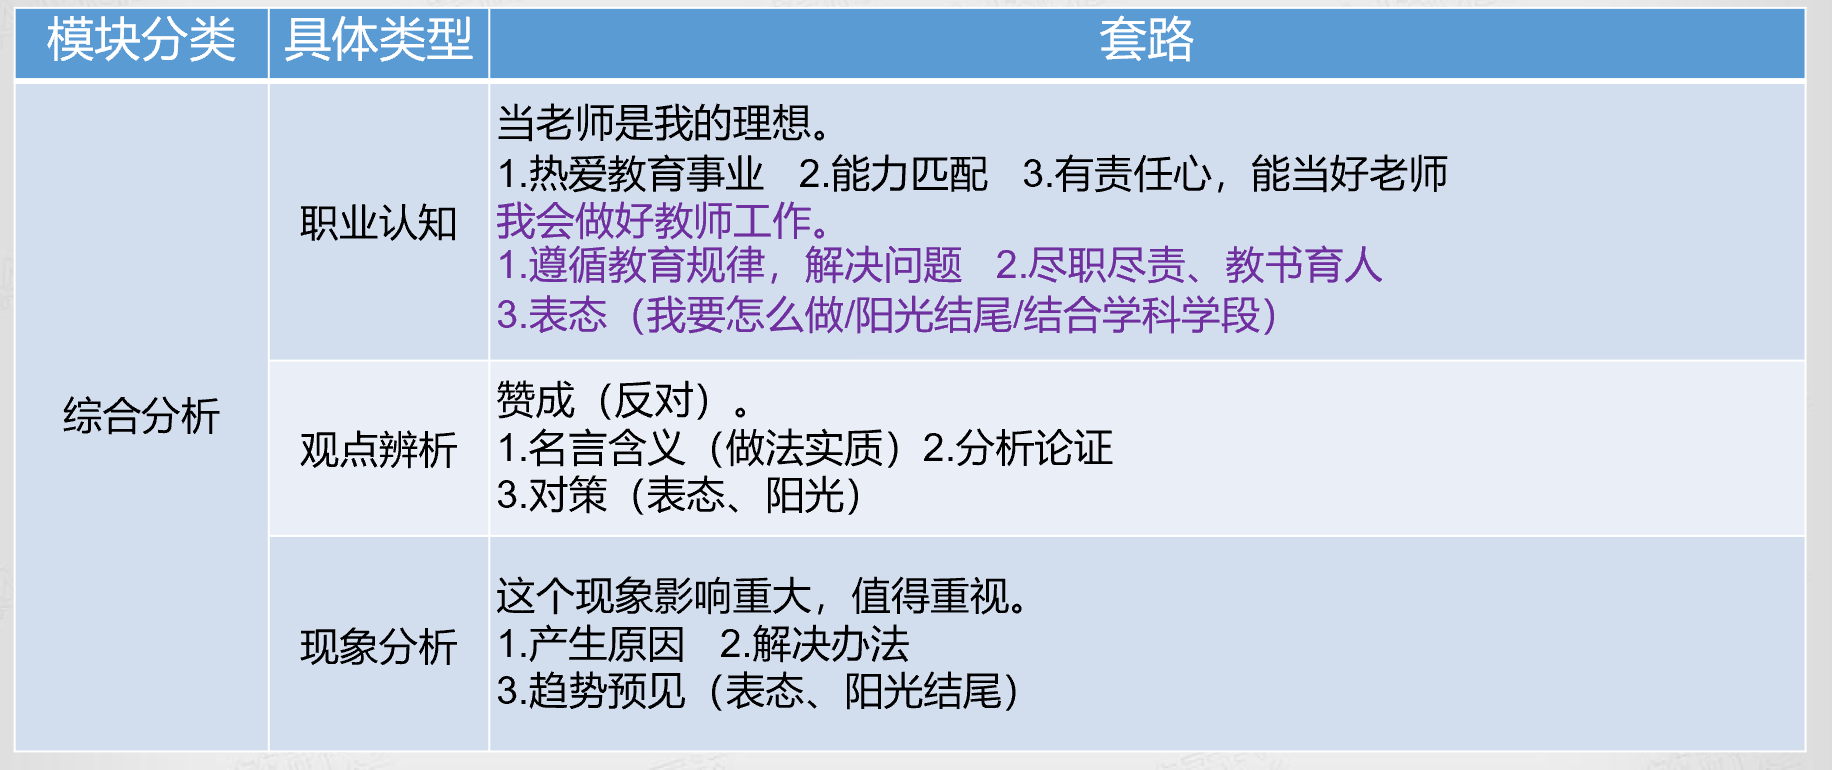 模块分类 具体类型 套路
综合分析
职业认知
当老师是我的理想。
1.热爱教育事业 2.能力匹配 3.有责任心，能当好老师
我会做好教师工作。
1.遵循教育规律，解决问题 2.尽职尽责、教书育人
3.表态（我要怎么做/阳光结尾/结合学科学段）
观点辨析
赞成（反对）。
1.名言含义（做法实质）2.分析论证
3.对策（表态、阳光）
现象分析
这个现象影响重大，值得重视。
1.产生原因 2.解决办法
3.趋势预见（表态、阳光结尾）